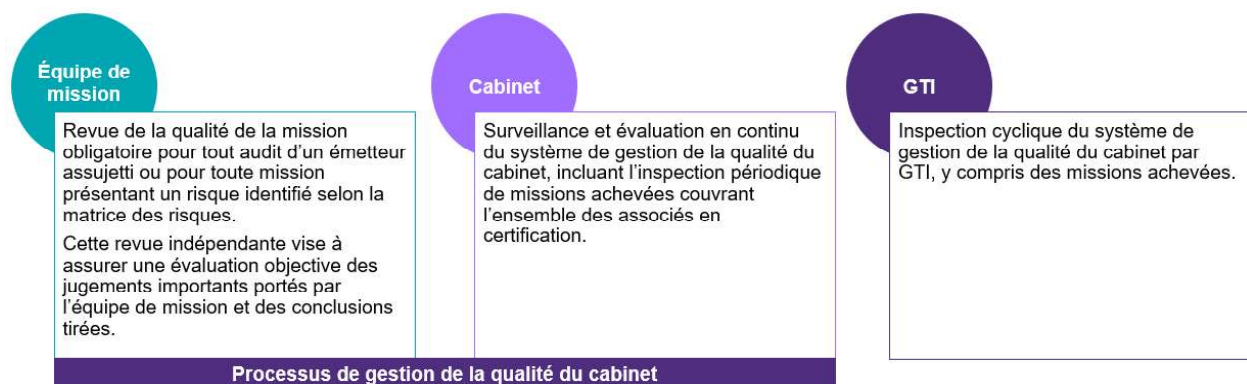 Équipe de
mission
Revue de la qualité de la mission
obligatoire pour tout audit d'un émetteur
assujetti ou pour toute mission
présentant un risque identifié selon la
matrice des risques.
Cette revue indépendante vise à
assurer une évaluation objective des
jugements importants portés par
l'équipe de mission et des conclusions
tirées.
Cabinet
Surveillance et évaluation en continu
du système de gestion de la qualité du
cabinet, incluant l'inspection périodique
de missions achevées couvrant
l'ensemble des associés en
certification.
GTI
Inspection cyclique du système de
gestion de la qualité du cabinet par
GTI, y compris des missions achevées.
Processus de gestion de la qualité du cabinet